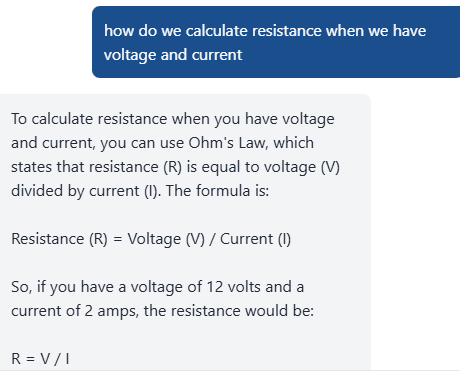 how do we calculate resistance when we have
voltage and current
To calculate resistance when you have voltage
and current, you can use Ohm's Law, which
states that resistance (R) is equal to voltage (V)
divided by current (I). The formula is:
Resistance (R) = Voltage (V) / Current (I)
So, if you have a voltage of 12 volts and a
current of 2 amps, the resistance would be:
R = V / I